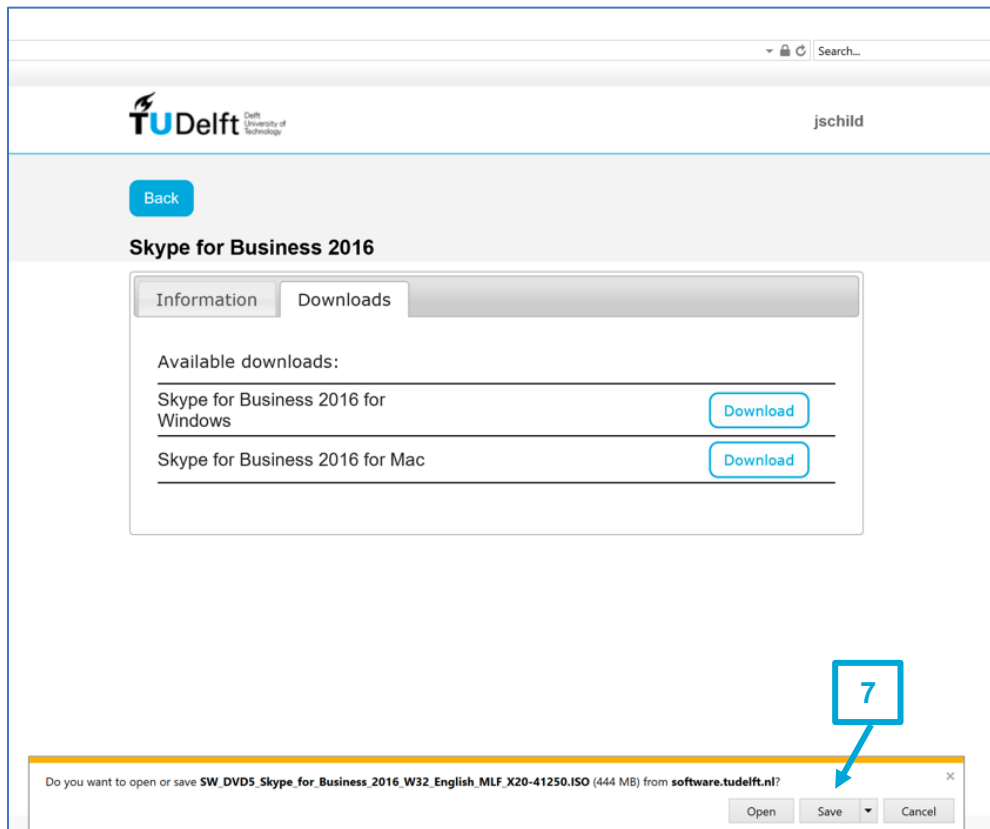 Search...
TUDelft Delft University of Technology
jschild
Back
Skype for Business 2016
Information Downloads
Available downloads:
Skype for Business 2016 for
Windows
Download
Skype for Business 2016 for Mac
Download
7
Do you want to open or save SW_DVD5_Skype_for_Business_2016_W32_English_MLF_X20-41250.ISO (444 MB) from software.tudelft.nl?
Open Save Cancel